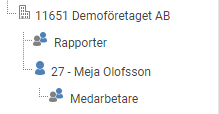 11651 Demoföretaget AB
Rapporter
27 - Meja Olofsson
Medarbetare